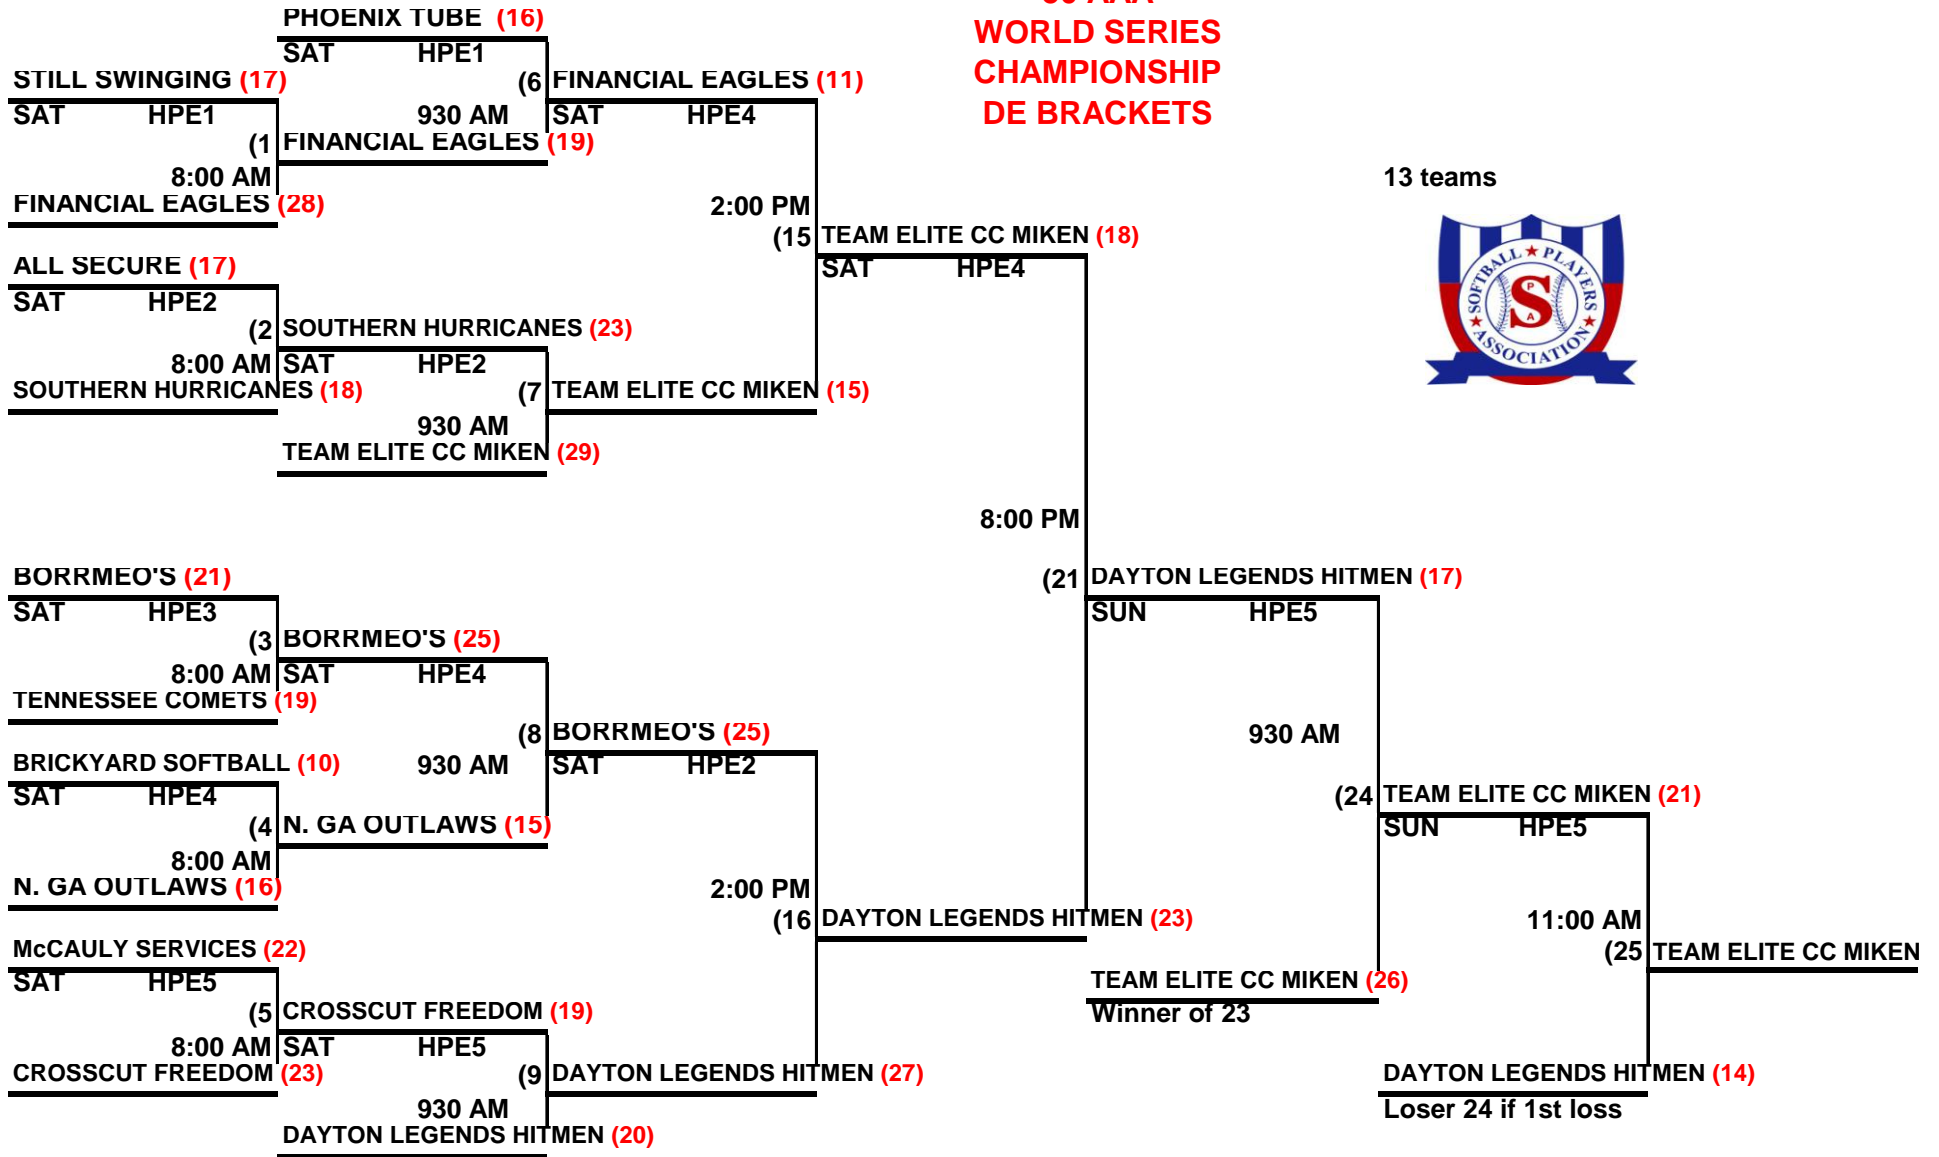 WORLD SERIES
CHAMPIONSHIP
DE BRACKETS
13 teams
SOFTBALL ★ PLAYERS ★ ASSOCIATION ★
S
P
A
PHOENIX TUBE (16)
SAT HPE1
STILL SWINGING (17)
(6 FINANCIAL EAGLES (11)
SAT HPE1
930 AM SAT HPE4
(1 FINANCIAL EAGLES (19)
8:00 AM
FINANCIAL EAGLES (28)
2:00 PM
(15 TEAM ELITE CC MIKEN (18)
ALL SECURE (17)
SAT HPE4
SAT HPE2
(2 SOUTHERN HURRICANES (23)
8:00 AM SAT HPE2
SOUTHERN HURRICANES (18)
(7 TEAM ELITE CC MIKEN (15)
930 AM
TEAM ELITE CC MIKEN (29)
8:00 PM
BORRMEO'S (21)
(21 DAYTON LEGENDS HITMEN (17)
SAT HPE3
SUN HPE5
(3 BORRMEO'S (25)
8:00 AM SAT HPE4
TENNESSEE COMETS (19)
(8 BORRMEO'S (25)
930 AM
BRICKYARD SOFTBALL (10)
930 AM SAT HPE2
SAT HPE4
(24 TEAM ELITE CC MIKEN (21)
(4 N. GA OUTLAWS (15)
SUN HPE5
8:00 AM
N. GA OUTLAWS (16)
2:00 PM
(16 DAYTON LEGENDS HITMEN (23)
11:00 AM
McCAULY SERVICES (22)
(25 TEAM ELITE CC MIKEN
SAT HPE5
TEAM ELITE CC MIKEN (26)
(5 CROSSCUT FREEDOM (19)
Winner of 23
8:00 AM SAT HPE5
CROSSCUT FREEDOM (23)
(9 DAYTON LEGENDS HITMEN (27)
DAYTON LEGENDS HITMEN (14)
930 AM
Loser 24 if 1st loss
DAYTON LEGENDS HITMEN (20)